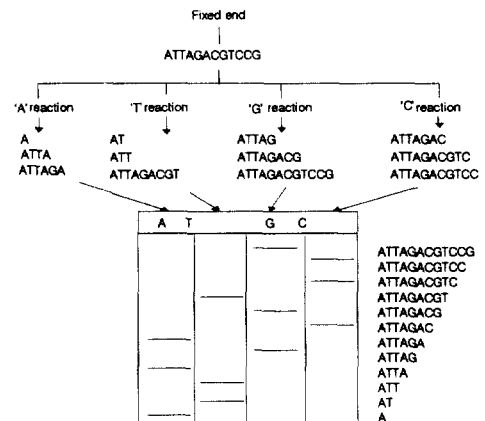 Fixed end
ATTAGACGTCCG
'A' reaction 'T' reaction 'G' reaction 'C' reaction
A AT ATTAG ATTAGAC
ATTA ATT ATTAGACG ATTAGACGTC
ATTAGA ATTAGACGT ATTAGACGTCCG ATTAGACGTCC
A T G C
ATTAGACGTCCG
ATTAGACGTCC
ATTAGACGTC
ATTAGACGT
ATTAGACG
ATTAGAC
ATTAGA
ATTAG
ATTA
ATT
AT
A